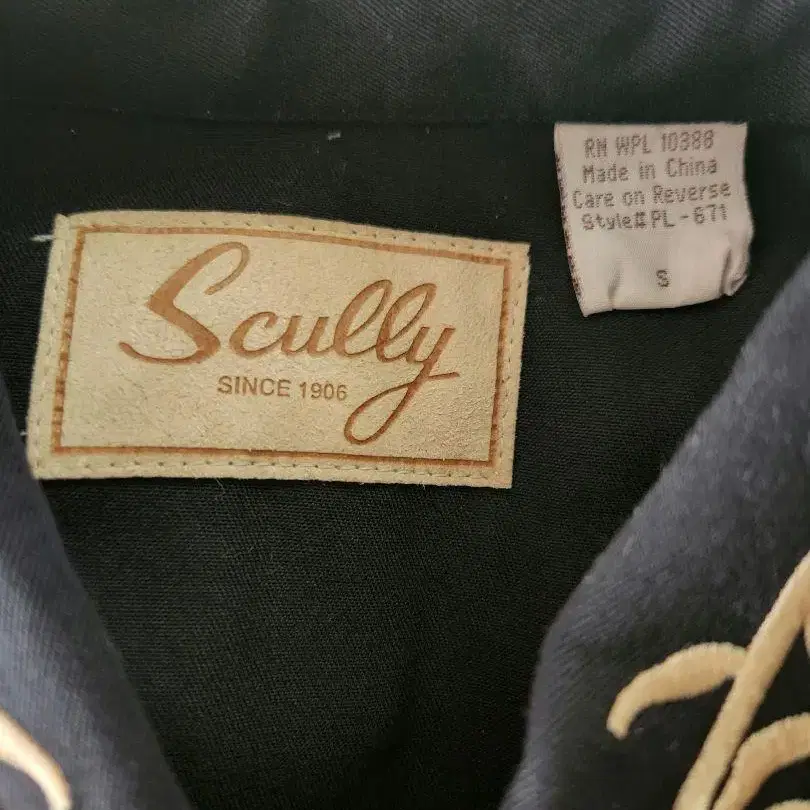 Scully
SINCE 1906
RN WPL 10388
Made in China
Care on Reverse
Style# PL-671
S